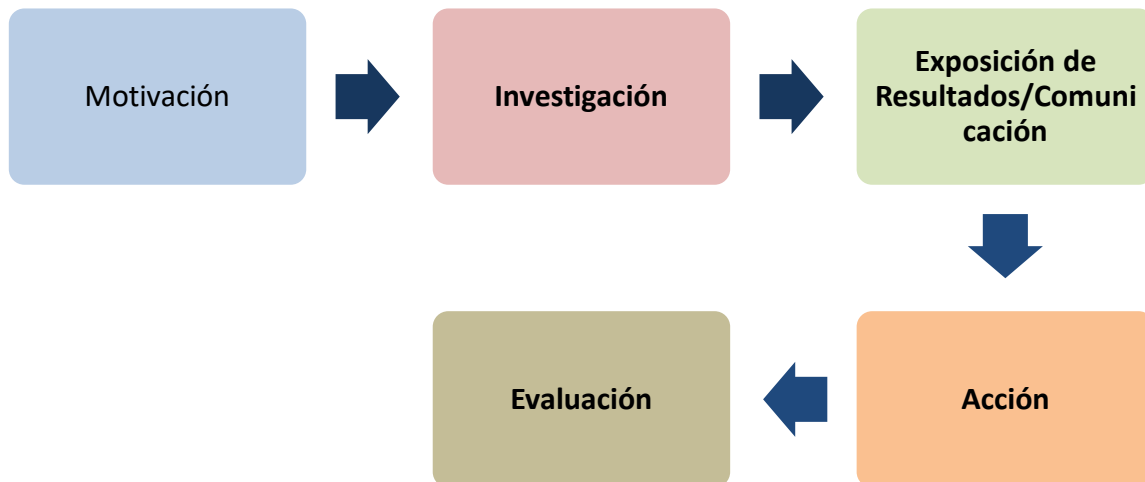 Motivación
Investigación
Exposición de
Resultados/Comuni
cación
Evaluación
Acción